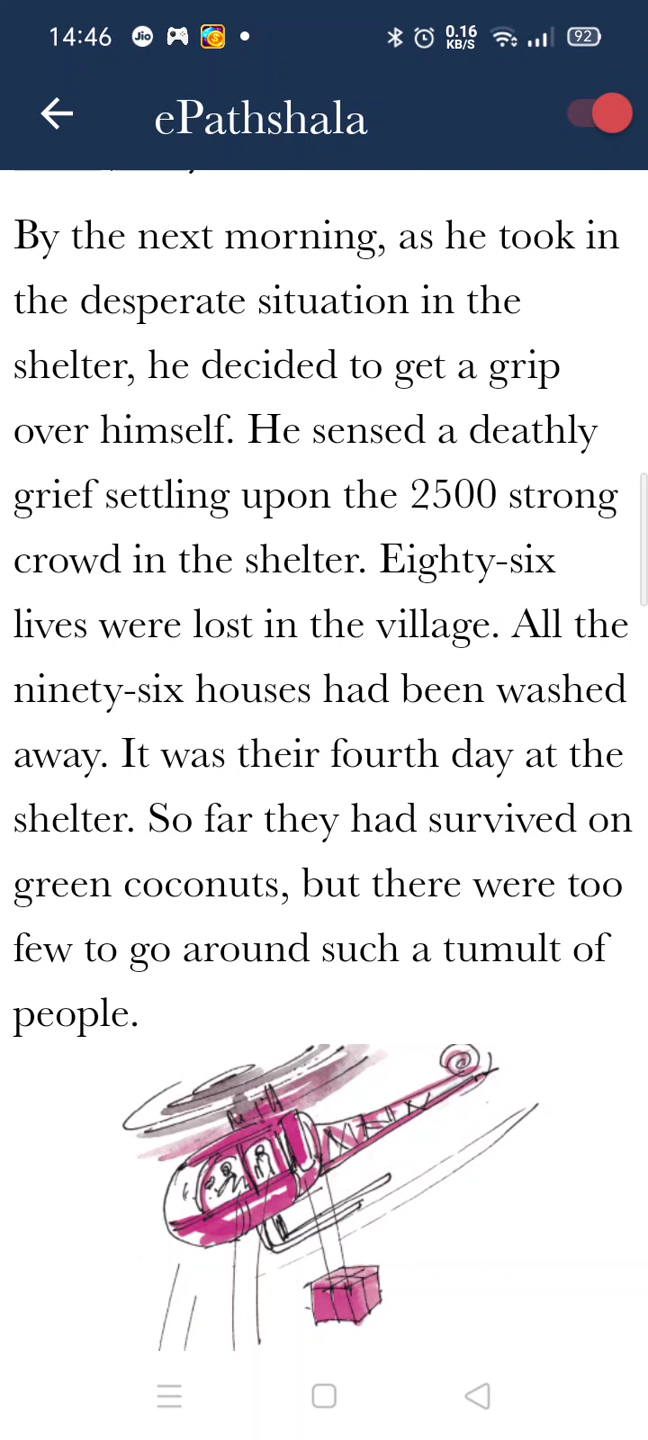 14:46 Jio 0.16 KB/S 92
ePathshala
By the next morning, as he took in
the desperate situation in the
shelter, he decided to get a grip
over himself. He sensed a deathly
grief settling upon the 2500 strong
crowd in the shelter. Eighty-six
lives were lost in the village. All the
ninety-six houses had been washed
away. It was their fourth day at the
shelter. So far they had survived on
green coconuts, but there were too
few to go around such a tumult of
people.